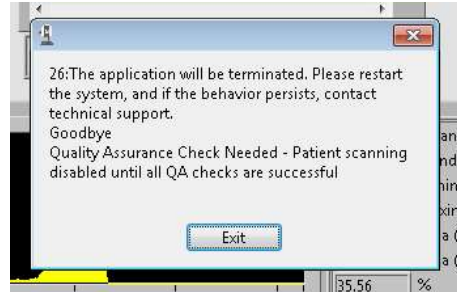 26:The application will be terminated. Please restart
the system, and if the behavior persists, contact
technical support.
Goodbye
Quality Assurance Check Needed - Patient scanning
disabled until all QA checks are successful
Exit
35.56 %